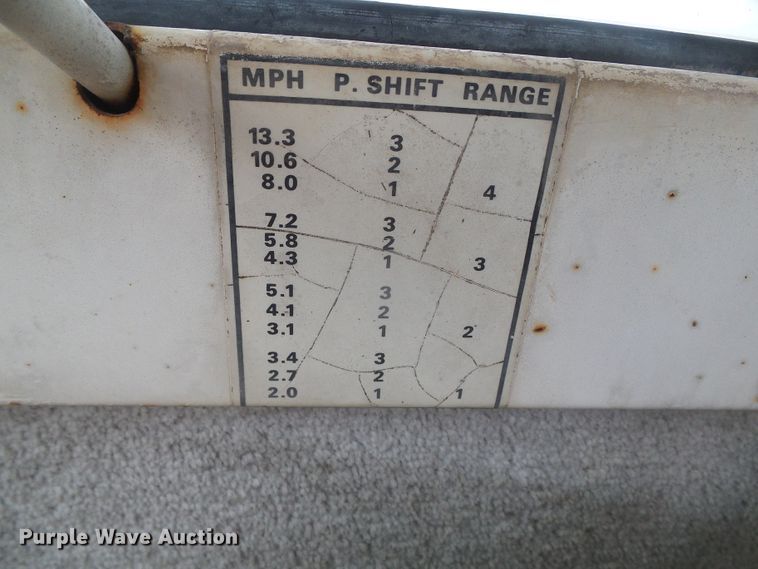 MPH P. SHIFT RANGE
13.3 3
10.6 2
8.0 1 4
7.2 3
5.8 2
4.3 1 3
5.1 3
4.1 2
3.1 1 2
3.4 3
2.7 2
2.0 1 1
Purple Wave Auction